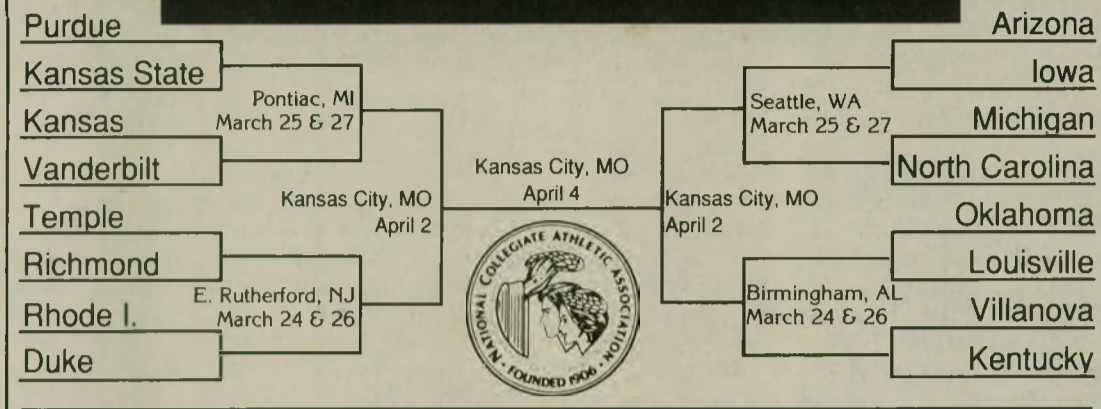 Purdue
Kansas State
Kansas
Vanderbilt
Temple
Richmond
Rhode I.
Duke
Pontiac, MI
March 25 & 27
E. Rutherford, NJ
March 24 & 26
Kansas City, MO
April 2
Kansas City, MO
April 4
NATIONAL COLLEGIATE ATHLETIC ASSOCIATION
FOUNDED 1906
Kansas City, MO
April 2
Seattle, WA
March 25 & 27
Birmingham, AL
March 24 & 26
Arizona
Iowa
Michigan
North Carolina
Oklahoma
Louisville
Villanova
Kentucky